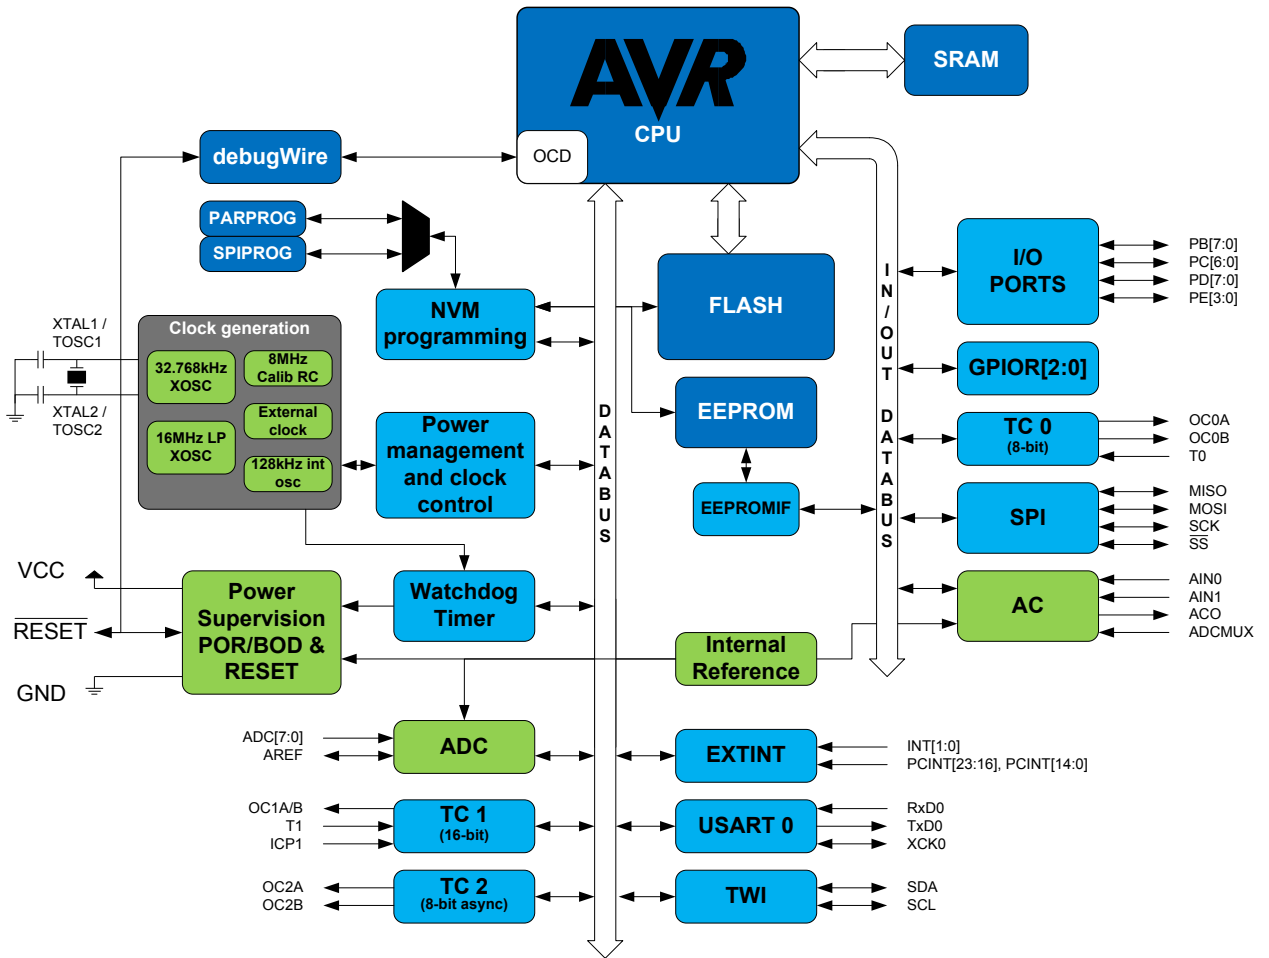 AVR
CPU
OCD
SRAM
debugWire
PARPROG
SPIPROG
NVM
programming
FLASH
EEPROM
EEPROMIF
I/O
PORTS
PB[7:0]
PC[6:0]
PD[7:0]
PE[3:0]
GPIOR[2:0]
TC 0
(8-bit)
OC0A
OC0B
T0
SPI
MISO
MOSI
SCK
SS
AC
AIN0
AIN1
ACO
ADCMUX
IN/OUT DATABUS
DATABUS
XTAL1 /
TOSC1
XTAL2 /
TOSC2
Clock generation
32.768kHz
XOSC
8MHz
Calib RC
16MHz LP
XOSC
External
clock
128kHz int
osc
Power
management
and clock
control
VCC
RESET
GND
Power
Supervision
POR/BOD &
RESET
Watchdog
Timer
Internal
Reference
ADC[7:0]
AREF
ADC
EXTINT
INT[1:0]
PCINT[23:16], PCINT[14:0]
OC1A/B
T1
ICP1
TC 1
(16-bit)
USART 0
RxD0
TxD0
XCK0
OC2A
OC2B
TC 2
(8-bit async)
TWI
SDA
SCL